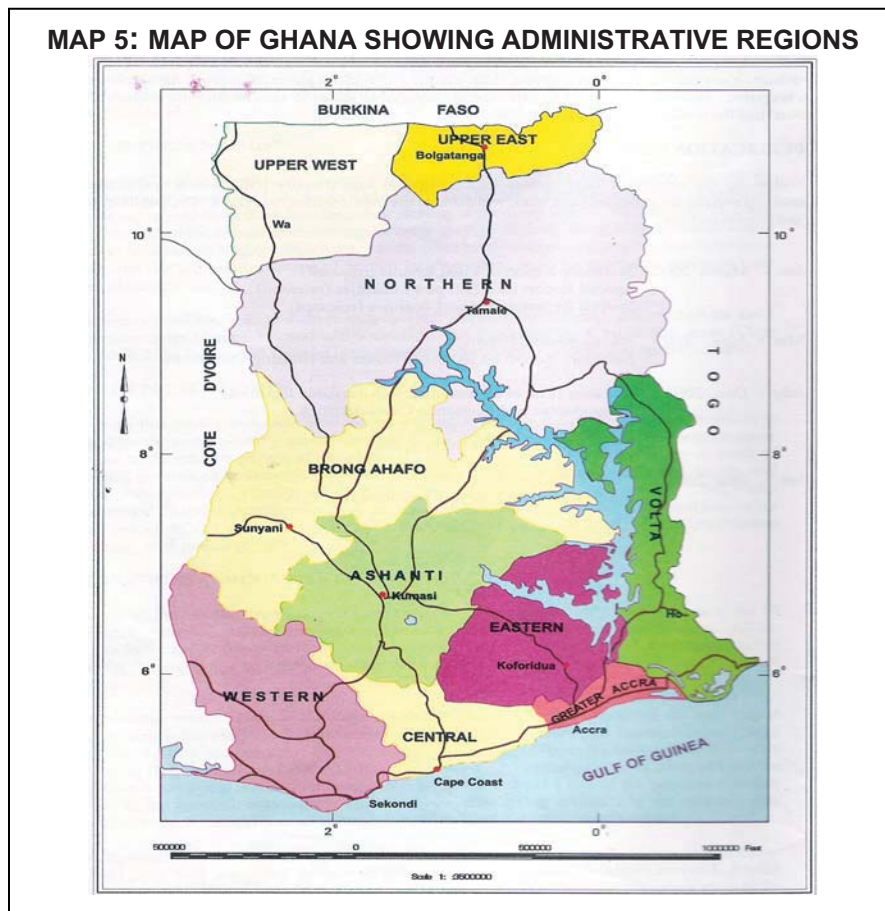 MAP 5: MAP OF GHANA SHOWING ADMINISTRATIVE REGIONS
2° 0°
BURKINA FASO
UPPER EAST
Bolgatanga
UPPER WEST
Wa
10° 10°
NORTHERN
Tamale
N
COTE D'VOIRE
TOGO
8° 8°
BRONG AHAFO
VOLTA
Sunyani
ASHANTI
Kumasi
Ho
EASTERN
Koforidua
6° 6°
WESTERN
GREATER ACCRA
CENTRAL
Accra
GULF OF GUINEA
Cape Coast
Sekondi
2° 0°
500000 0 500000 1000000 Feet
Scale 1: :3500000